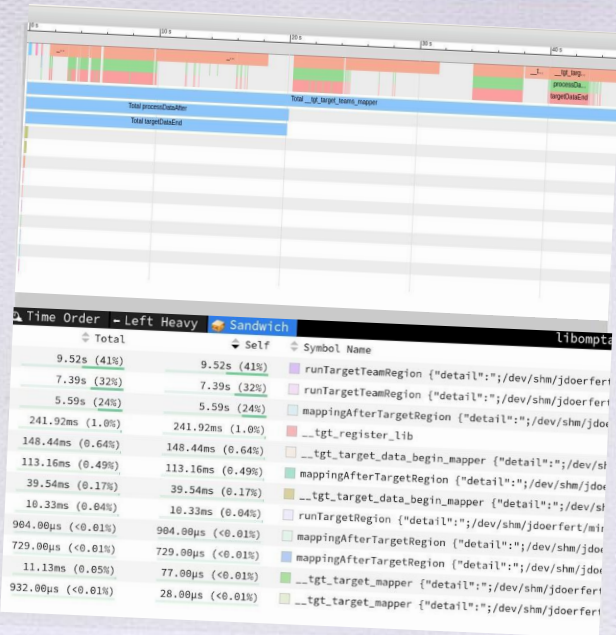 0 s 10 s 20 s 30 s 40 s
__t... __tgt_targ...
processDa...
targetDataEnd
Total __tgt_target_teams_mapper
Total processDataAfter
Total targetDataEnd
Time Order Left Heavy Sandwich libompta
Total Self Symbol Name
9.52s (41%) 9.52s (41%) runTargetTeamRegion {"detail":";/dev/shm/jdoerfert
7.39s (32%) 7.39s (32%) runTargetTeamRegion {"detail":";/dev/shm/jdoerfert
5.59s (24%) 5.59s (24%) mappingAfterTargetRegion {"detail":";/dev/shm/jdoe
241.92ms (1.0%) 241.92ms (1.0%) __tgt_register_lib
148.44ms (0.64%) 148.44ms (0.64%) __tgt_target_data_begin_mapper {"detail":";/dev/sh
113.16ms (0.49%) 113.16ms (0.49%) mappingAfterTargetRegion {"detail":";/dev/shm/jdoe
39.54ms (0.17%) 39.54ms (0.17%) __tgt_target_data_begin_mapper {"detail":";/dev/sh
10.33ms (0.04%) 10.33ms (0.04%) runTargetRegion {"detail":";/dev/shm/jdoerfert/min
904.00µs (<0.01%) 904.00µs (<0.01%) mappingAfterTargetRegion {"detail":";/dev/shm/jdoe
729.00µs (<0.01%) 729.00µs (<0.01%) mappingAfterTargetRegion {"detail":";/dev/shm/jdoe
11.13ms (0.05%) 77.00µs (<0.01%) __tgt_target_mapper {"detail":";/dev/shm/jdoerfert
932.00µs (<0.01%) 28.00µs (<0.01%) __tgt_target_mapper {"detail":";/dev/shm/jdoerfert